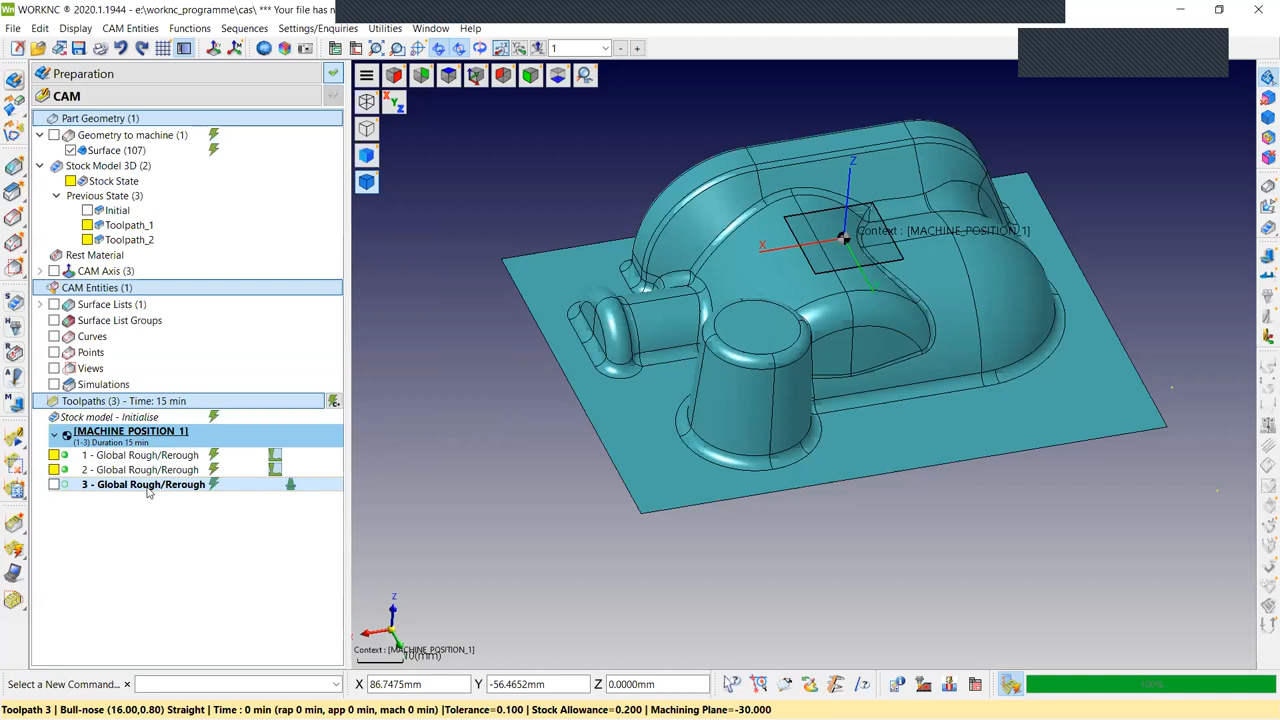 Wn WORKNC ® 2020.1.1944 - e:\worknc_programme\cas\ *** Your file has n
File Edit Display CAM Entities Functions Sequences Settings/Enquiries Utilities Window Help
1
- +
Preparation
CAM
Part Geometry (1)
Geometry to machine (1)
Surface (107)
Stock Model 3D (2)
Stock State
Previous State (3)
Initial
Toolpath_1
Toolpath_2
Rest Material
CAM Axis (3)
CAM Entities (1)
Surface Lists (1)
Surface List Groups
Curves
Points
Views
Simulations
Toolpaths (3) - Time: 15 min
Stock model - Initialise
[MACHINE POSITION 1]
(1-3) Duration 15 min
1 - Global Rough/Rerough
2 - Global Rough/Rerough
3 - Global Rough/Rerough
X Y Z
Z
X
Context : [MACHINE_POSITION_1]
Y
Z
Context : [MACHINE_POSITION_1]
10(mm)
Select a New Command... × X 86.7475mm Y -56.4652mm Z 0.0000mm 100%
Toolpath 3 | Bull-nose (16.00,0.80) Straight | Time : 0 min (rap 0 min, app 0 min, mach 0 min) |Tolerance=0.100 | Stock Allowance=0.200 | Machining Plane=-30.000